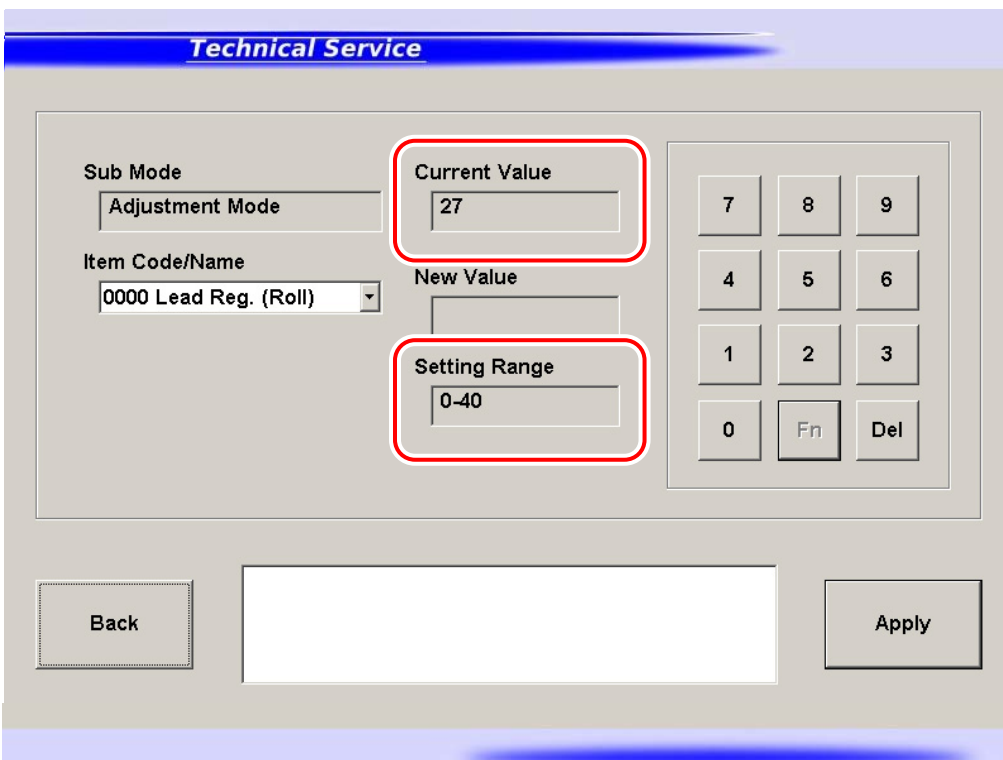 Technical Service
Sub Mode
Adjustment Mode
Item Code/Name
0000 Lead Reg. (Roll)
Current Value
27
New Value
Setting Range
0-40
7 8 9
4 5 6
1 2 3
0 Fn Del
Back
Apply